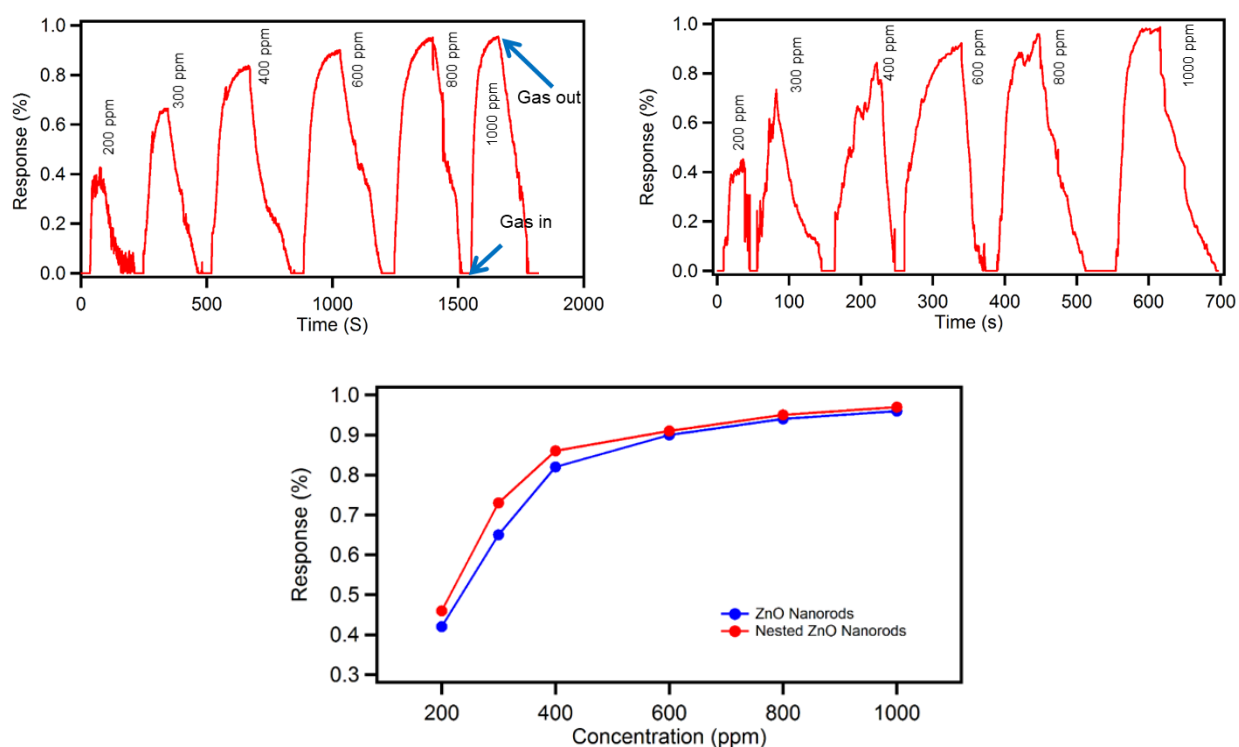 1.0
0.8
0.6
0.4
0.2
0.0
Response (%)
200 ppm
300 ppm
400 ppm
600 ppm
800 ppm
1000 ppm
Gas out
Gas in
0
500
1000
1500
2000
Time (S)
1.0
0.8
0.6
0.4
0.2
0.0
Response (%)
200 ppm
300 ppm
400 ppm
600 ppm
800 ppm
1000 ppm
0
100
200
300
400
500
600
700
Time (s)
1.0
0.9
0.8
0.7
0.6
0.5
0.4
0.3
Response (%)
ZnO Nanorods
Nested ZnO Nanorods
200
400
600
800
1000
Concentration (ppm)